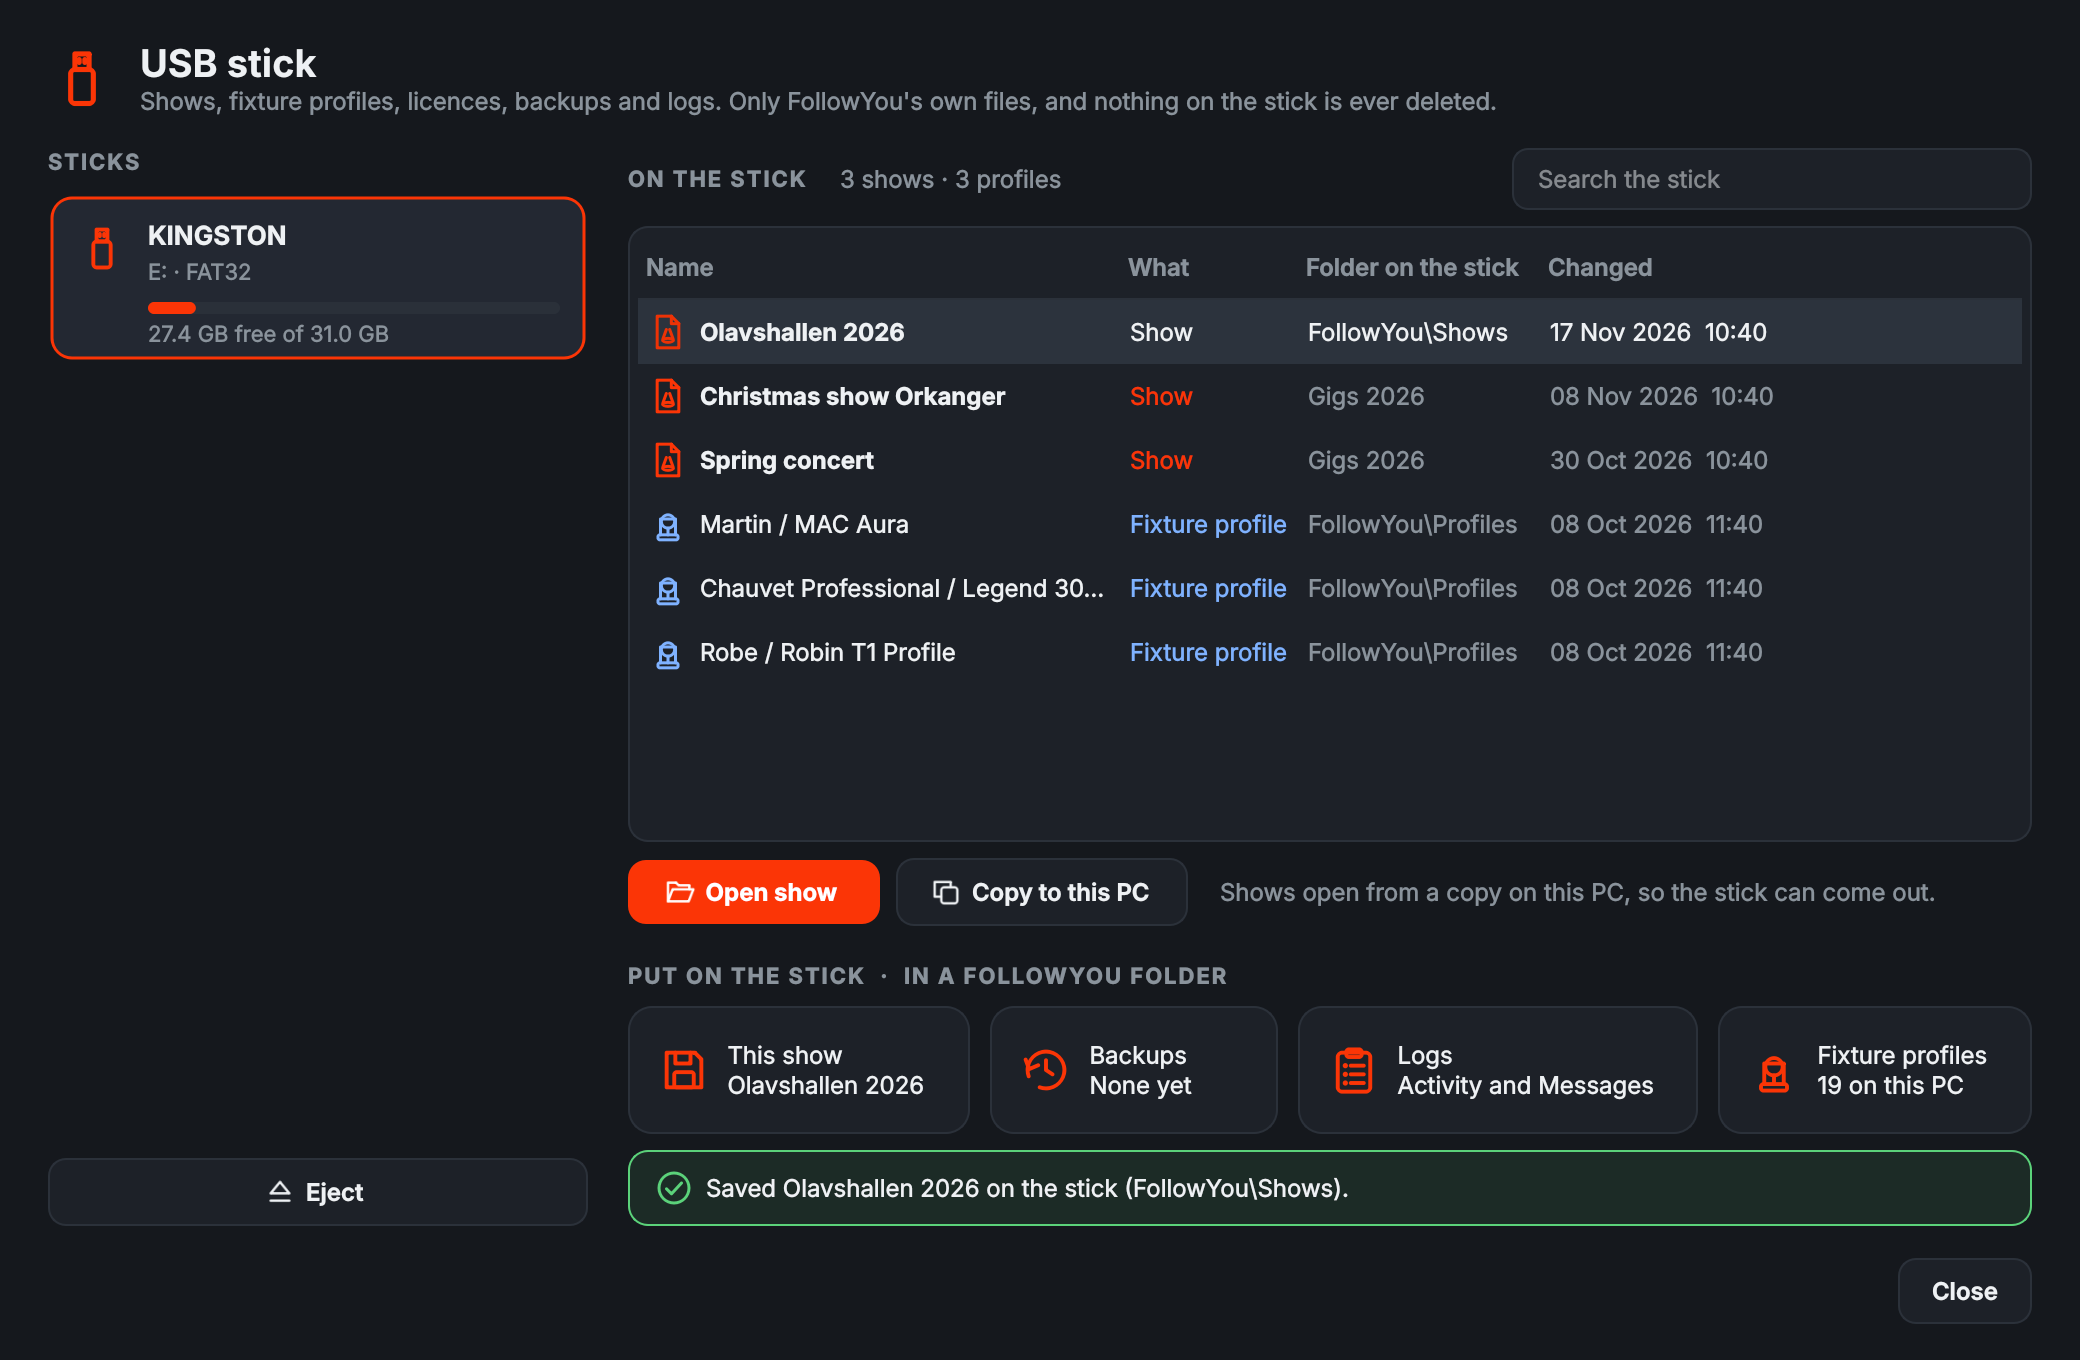 USB stick
Shows, fixture profiles, licences, backups and logs. Only FollowYou's own files, and nothing on the stick is ever deleted.
STICKS
KINGSTON
E: · FAT32
27.4 GB free of 31.0 GB
Eject
ON THE STICK 3 shows · 3 profiles
Search the stick
Name What Folder on the stick Changed
Olavshallen 2026 Show FollowYou\Shows 17 Nov 2026 10:40
Christmas show Orkanger Show Gigs 2026 08 Nov 2026 10:40
Spring concert Show Gigs 2026 30 Oct 2026 10:40
Martin / MAC Aura Fixture profile FollowYou\Profiles 08 Oct 2026 11:40
Chauvet Professional / Legend 30... Fixture profile FollowYou\Profiles 08 Oct 2026 11:40
Robe / Robin T1 Profile Fixture profile FollowYou\Profiles 08 Oct 2026 11:40
Open show
Copy to this PC
Shows open from a copy on this PC, so the stick can come out.
PUT ON THE STICK · IN A FOLLOWYOU FOLDER
This show
Olavshallen 2026
Backups
None yet
Logs
Activity and Messages
Fixture profiles
19 on this PC
Saved Olavshallen 2026 on the stick (FollowYou\Shows).
Close